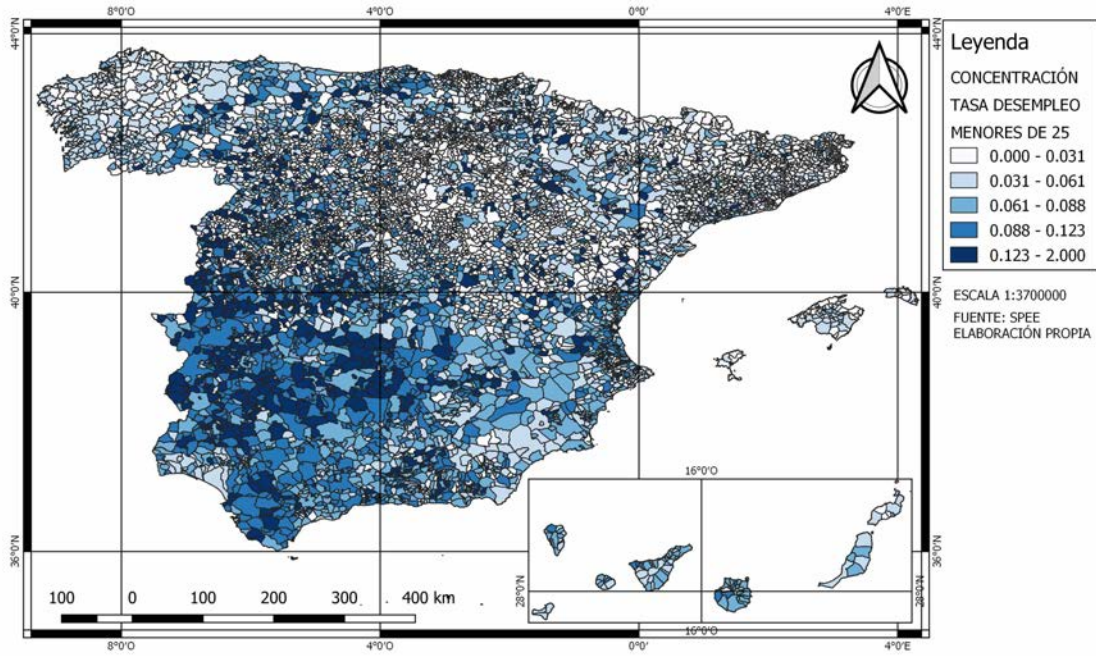 8°0'O 4°0'O 0°0' 4°0'E
44°0'N
44°0'N
Leyenda
CONCENTRACIÓN
TASA DESEMPLEO
MENORES DE 25
0.000 - 0.031
0.031 - 0.061
0.061 - 0.088
0.088 - 0.123
0.123 - 2.000
40°0'N
40°0'N
ESCALA 1:3700000
FUENTE: SPEE
ELABORACIÓN PROPIA
16°0'O
36°0'N
36°0'N
28°0'N
28°0'N
100 0 100 200 300 400 km
16°0'O
8°0'O 4°0'O 0°0' 4°0'E